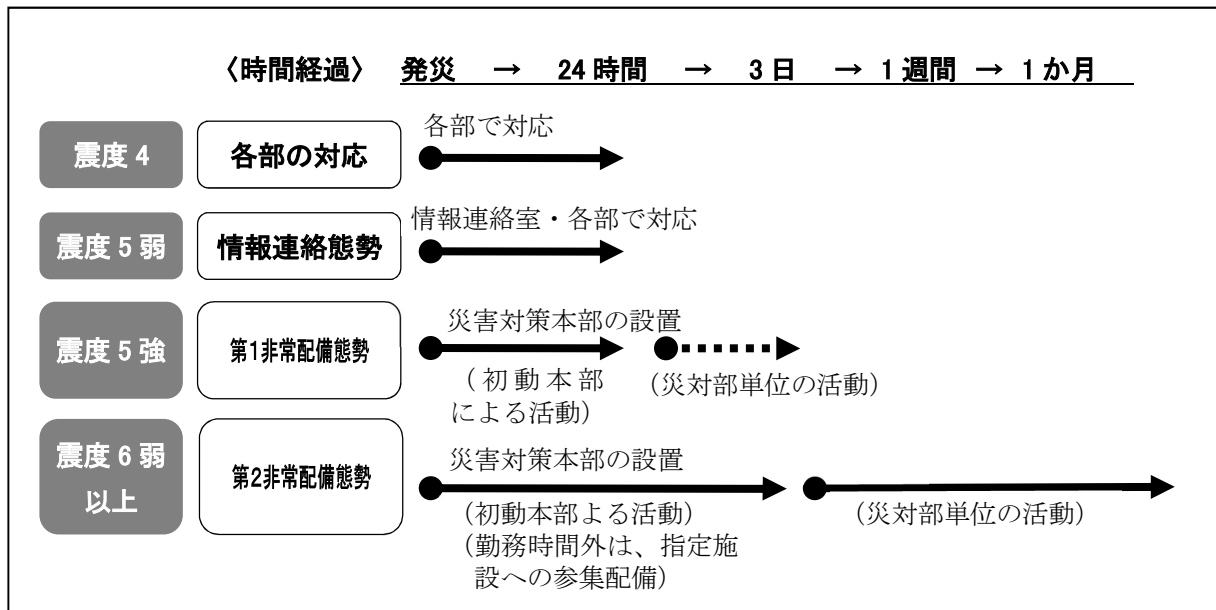 〈時間経過〉 発災 → 24時間 → 3日 → 1週間 → 1か月
震度4
各部の対応
各部で対応
震度5弱
情報連絡態勢
情報連絡室・各部で対応
震度5強
第1非常配備態勢
災害対策本部の設置
（初動本部
による活動）
（災対部単位の活動）
震度6弱
以上
第2非常配備態勢
災害対策本部の設置
（初動本部よる活動）
（勤務時間外は、指定施
設への参集配備）
（災対部単位の活動）